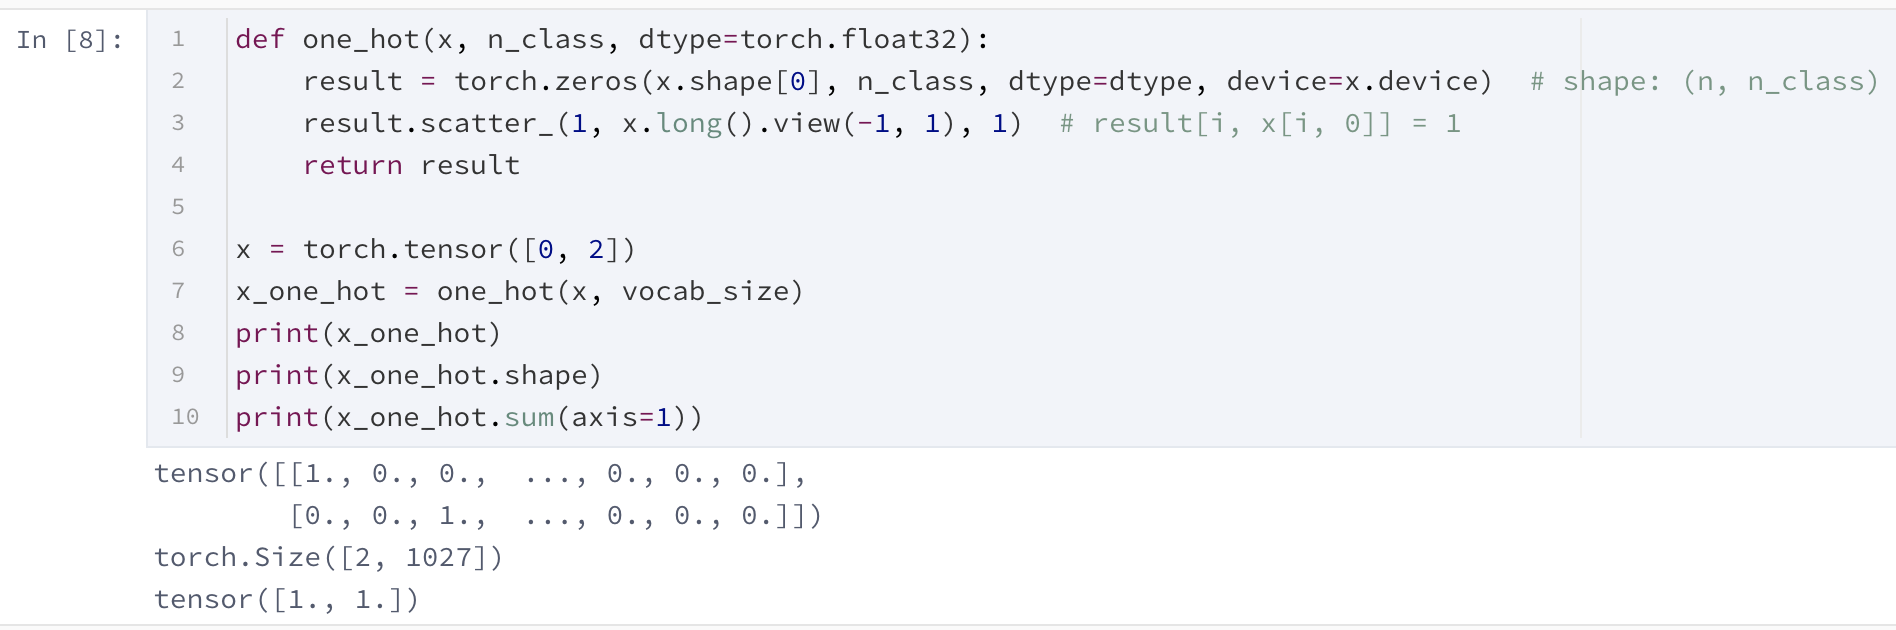 In [8]:
1 def one_hot(x, n_class, dtype=torch.float32):
2     result = torch.zeros(x.shape[0], n_class, dtype=dtype, device=x.device)  # shape: (n, n_class)
3     result.scatter_(1, x.long().view(-1, 1), 1)  # result[i, x[i, 0]] = 1
4     return result
5
6 x = torch.tensor([0, 2])
7 x_one_hot = one_hot(x, vocab_size)
8 print(x_one_hot)
9 print(x_one_hot.shape)
10 print(x_one_hot.sum(axis=1))
tensor([[1., 0., 0.,  ..., 0., 0., 0.],
        [0., 0., 1.,  ..., 0., 0., 0.]])
torch.Size([2, 1027])
tensor([1., 1.])